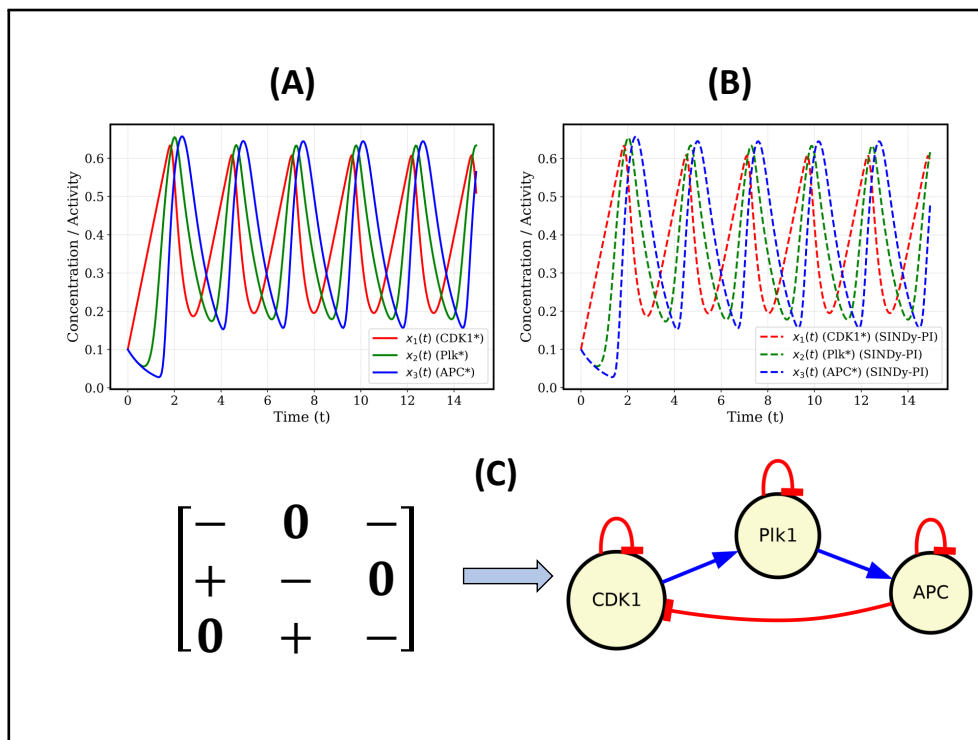 (A)
(B)
Concentration / Activity
0.6
0.5
0.4
0.3
0.2
0.1
0.0
0 2 4 6 8 10 12 14
Time (t)
x₁(t) (CDK1*)
x₂(t) (Plk*)
x₃(t) (APC*)
Concentration / Activity
0.6
0.5
0.4
0.3
0.2
0.1
0.0
0 2 4 6 8 10 12 14
Time (t)
x₁(t) (CDK1*) (SINDy-PI)
x₂(t) (Plk*) (SINDy-PI)
x₃(t) (APC*) (SINDy-PI)
(C)
− 0 −
+ − 0
0 + −
Plk1
CDK1
APC